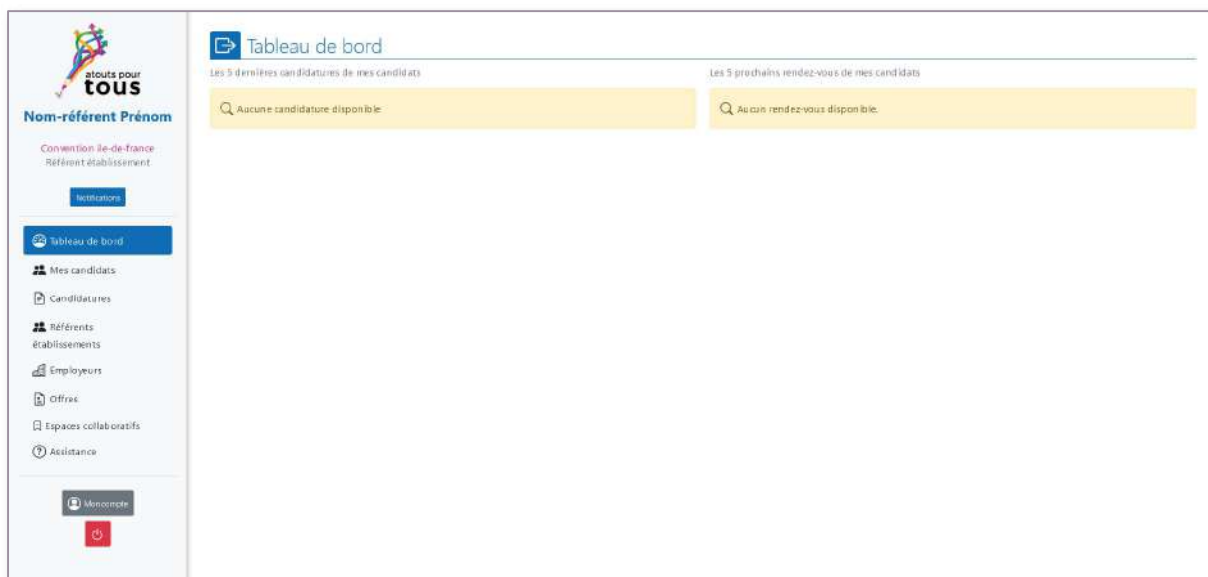 atouts pour
tous
Nom-référent Prénom
Convention ile-de-france
Référent établissement
Notifications
Tableau de bord
Mes candidats
Candidatures
Référents
établissements
Employeurs
Offres
Espaces collaboratifs
Assistance
Mon compte
Tableau de bord
Les 5 dernières candidatures de mes candidats
Aucune candidature disponible
Les 5 prochains rendez-vous de mes candidats
Aucun rendez-vous disponible.